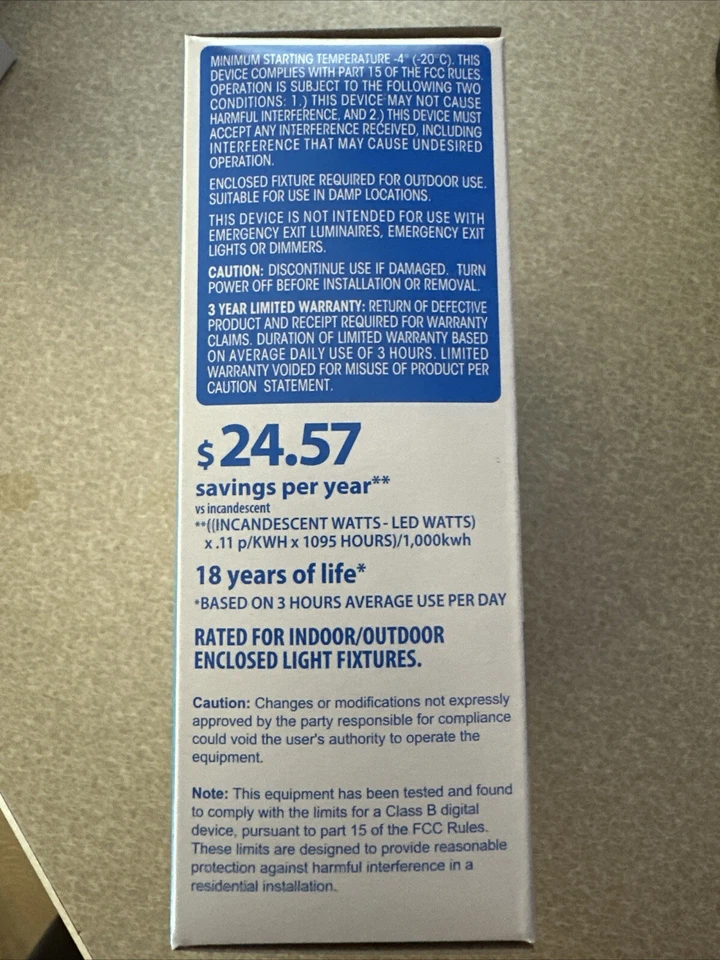 MINIMUM STARTING TEMPERATURE -4° (-20°C). THIS
DEVICE COMPLIES WITH PART 15 OF THE FCC RULES.
OPERATION IS SUBJECT TO THE FOLLOWING TWO
CONDITIONS: 1.) THIS DEVICE MAY NOT CAUSE
HARMFUL INTERFERENCE, AND 2.) THIS DEVICE MUST
ACCEPT ANY INTERFERENCE RECEIVED, INCLUDING
INTERFERENCE THAT MAY CAUSE UNDESIRED
OPERATION.
ENCLOSED FIXTURE REQUIRED FOR OUTDOOR USE.
SUITABLE FOR USE IN DAMP LOCATIONS.
THIS DEVICE IS NOT INTENDED FOR USE WITH
EMERGENCY EXIT LUMINAIRES, EMERGENCY EXIT
LIGHTS OR DIMMERS.
CAUTION: DISCONTINUE USE IF DAMAGED. TURN
POWER OFF BEFORE INSTALLATION OR REMOVAL.
3 YEAR LIMITED WARRANTY: RETURN OF DEFECTIVE
PRODUCT AND RECEIPT REQUIRED FOR WARRANTY
CLAIMS. DURATION OF LIMITED WARRANTY BASED
ON AVERAGE DAILY USE OF 3 HOURS. LIMITED
WARRANTY VOIDED FOR MISUSE OF PRODUCT PER
CAUTION STATEMENT.
$24.57
savings per year**
vs incandescent
**((INCANDESCENT WATTS - LED WATTS)
x .11 p/KWH x 1095 HOURS)/1,000kwh
18 years of life*
*BASED ON 3 HOURS AVERAGE USE PER DAY
RATED FOR INDOOR/OUTDOOR
ENCLOSED LIGHT FIXTURES.
Caution: Changes or modifications not expressly
approved by the party responsible for compliance
could void the user's authority to operate the
equipment.
Note: This equipment has been tested and found
to comply with the limits for a Class B digital
device, pursuant to part 15 of the FCC Rules.
These limits are designed to provide reasonable
protection against harmful interference in a
residential installation.